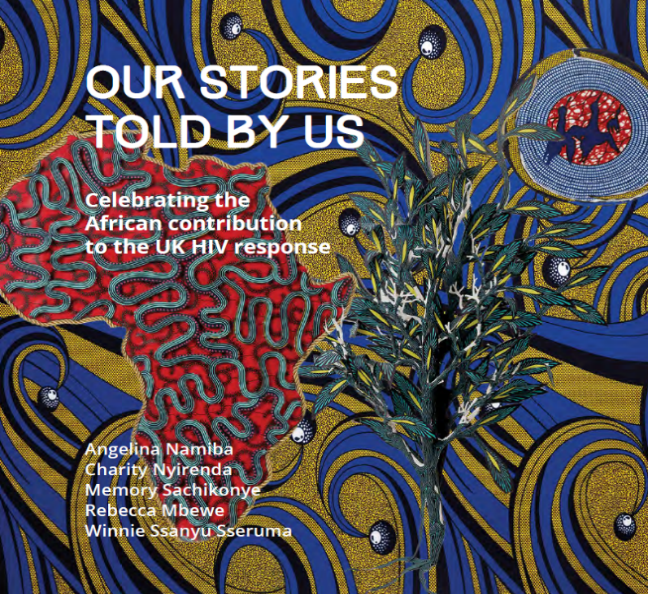 OUR STORIES
TOLD BY US
Celebrating the
African contribution
to the UK HIV response
Angelina Namiba
Charity Nyirenda
Memory Sachikonye
Rebecca Mbewe
Winnie Ssanyu Sseruma